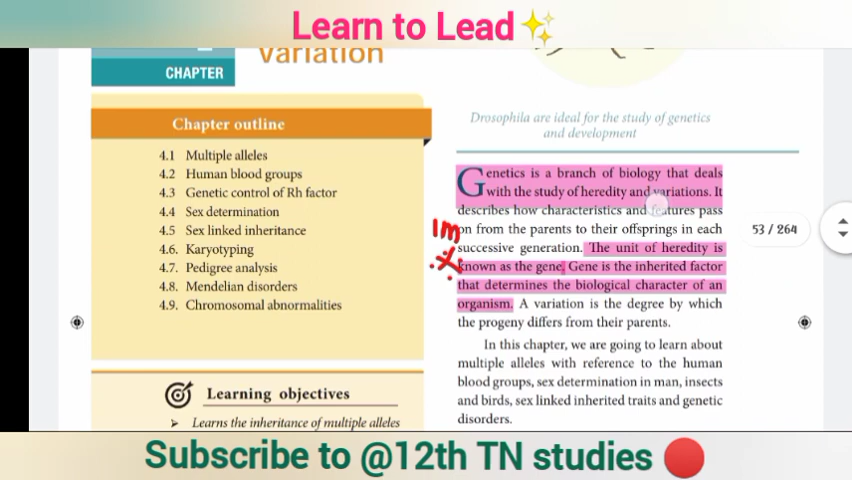 Learn to Lead✨
Variation
CHAPTER
Chapter outline
4.1 Multiple alleles
4.2 Human blood groups
4.3 Genetic control of Rh factor
4.4 Sex determination
4.5 Sex linked inheritance
4.6. Karyotyping
4.7. Pedigree analysis
4.8. Mendelian disorders
4.9. Chromosomal abnormalities
Learning objectives
➤ Learns the inheritance of multiple alleles
Drosophila are ideal for the study of genetics
and development
Genetics is a branch of biology that deals
with the study of heredity and variations. It
describes how characteristics and features pass
on from the parents to their offsprings in each
successive generation. The unit of heredity is
known as the gene. Gene is the inherited factor
that determines the biological character of an
organism. A variation is the degree by which
the progeny differs from their parents.
In this chapter, we are going to learn about
multiple alleles with reference to the human
blood groups, sex determination in man, insects
and birds, sex linked inherited traits and genetic
disorders.
1m
53 / 264
Subscribe to @12th TN studies 🔴